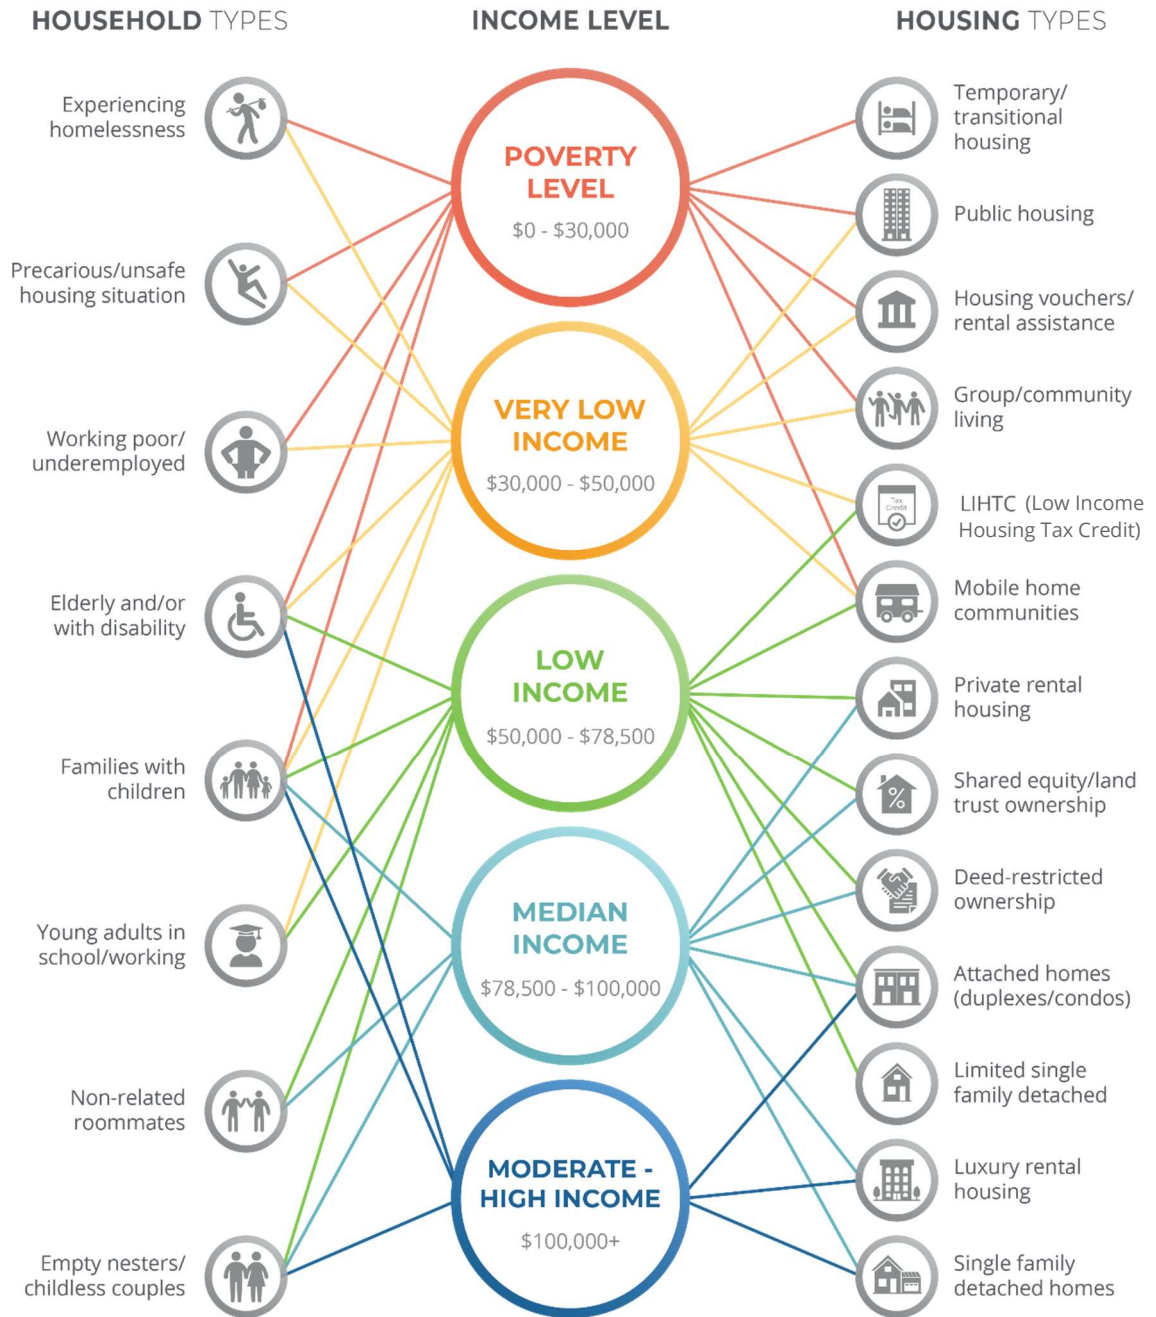 HOUSEHOLD TYPES
Experiencing
homelessness
Precarious/unsafe
housing situation
Working poor/
underemployed
Elderly and/or
with disability
Families with
children
Young adults in
school/working
Non-related
roommates
Empty nesters/
childless couples
INCOME LEVEL
POVERTY
LEVEL
$0 - $30,000
VERY LOW
INCOME
$30,000 - $50,000
LOW
INCOME
$50,000 - $78,500
MEDIAN
INCOME
$78,500 - $100,000
MODERATE -
HIGH INCOME
$100,000+
HOUSING TYPES
Temporary/
transitional
housing
Public housing
Housing vouchers/
rental assistance
Group/community
living
Tax
Credit
LIHTC (Low Income
Housing Tax Credit)
Mobile home
communities
Private rental
housing
%
Shared equity/land
trust ownership
Deed-restricted
ownership
Attached homes
(duplexes/condos)
Limited single
family detached
Luxury rental
housing
Single family
detached homes